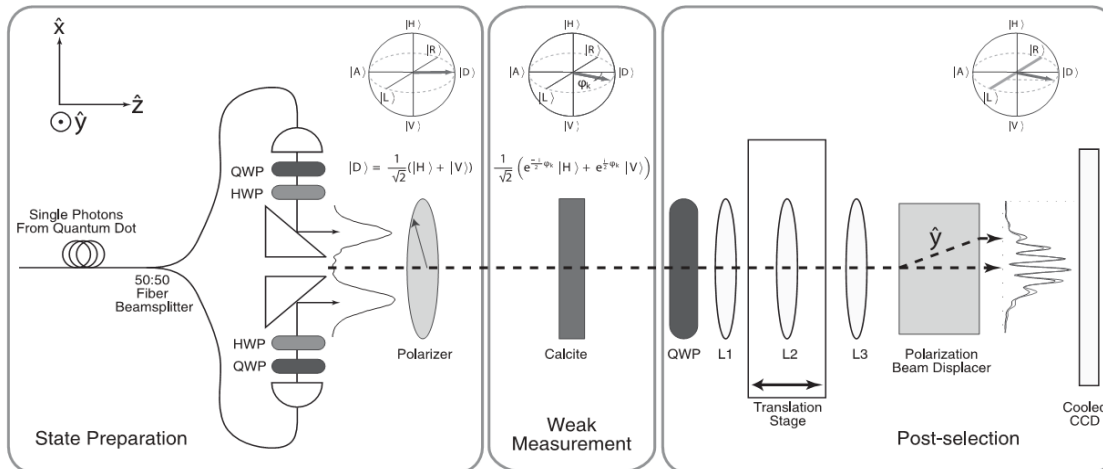 x̂
ẑ
ŷ
Single Photons
From Quantum Dot
50:50
Fiber
Beamsplitter
QWP
HWP
HWP
QWP
|H⟩
|R⟩
|A⟩
|D⟩
|L⟩
|V⟩
|D⟩ = 1/√2 (|H⟩ + |V⟩)
Polarizer
State Preparation
|H⟩
|R⟩
|A⟩
|D⟩
φₖ
|L⟩
|V⟩
1/√2 (e^(-i/2 φₖ) |H⟩ + e^(i/2 φₖ) |V⟩)
Calcite
Weak
Measurement
|H⟩
|R⟩
|A⟩
|D⟩
|L⟩
|V⟩
QWP
L1
L2
L3
ŷ
Translation
Stage
Polarization
Beam Displacer
Cooled
CCD
Post-selection